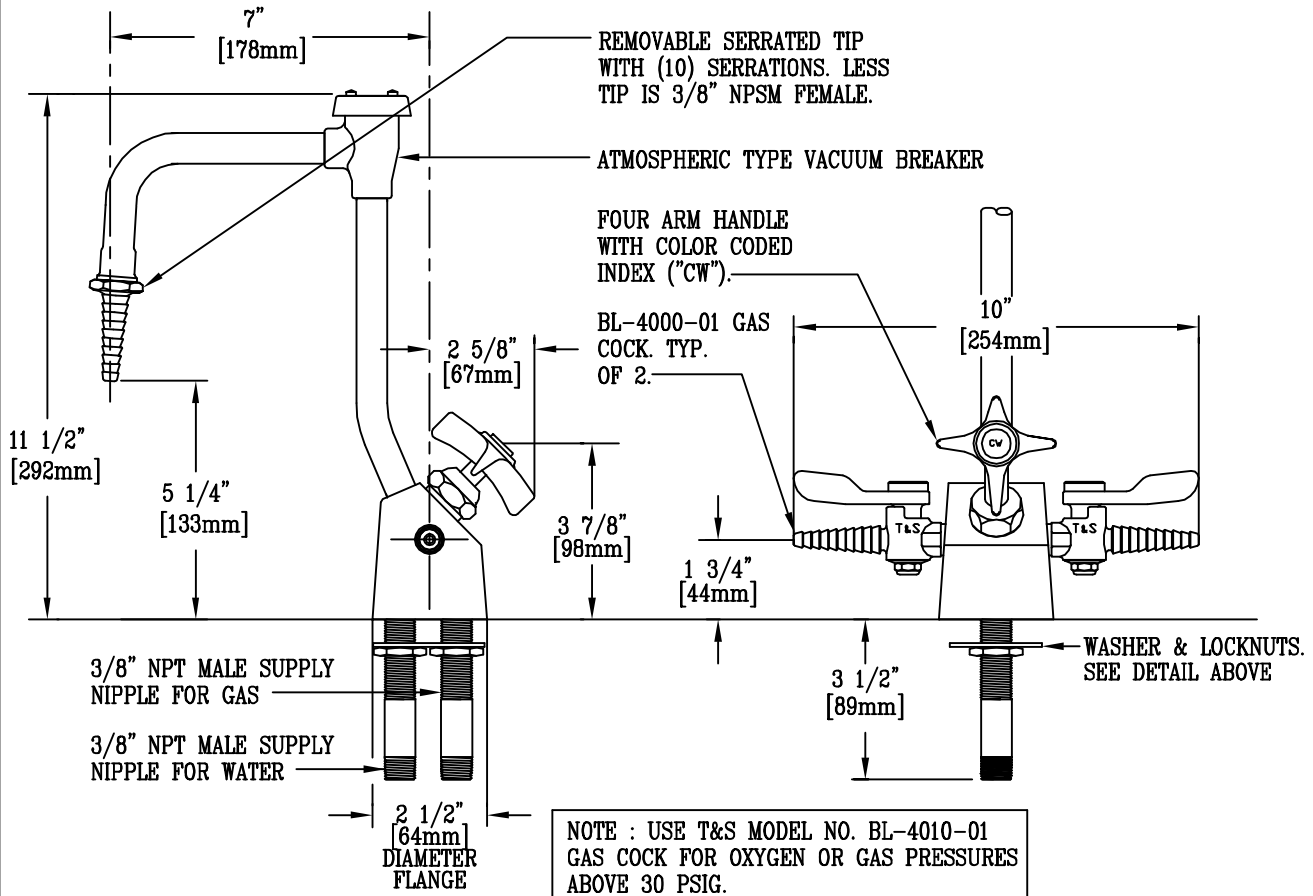 7"
[178mm]
REMOVABLE SERRATED TIP
WITH (10) SERRATIONS. LESS
TIP IS 3/8" NPSM FEMALE.
ATMOSPHERIC TYPE VACUUM BREAKER
FOUR ARM HANDLE
WITH COLOR CODED
INDEX ("CW").
BL-4000-01 GAS
COCK. TYP.
OF 2.
10"
[254mm]
2 5/8"
[67mm]
11 1/2"
[292mm]
5 1/4"
[133mm]
3 7/8"
[98mm]
1 3/4"
[44mm]
CW
T&S
T&S
3/8" NPT MALE SUPPLY
NIPPLE FOR GAS
3/8" NPT MALE SUPPLY
NIPPLE FOR WATER
3 1/2"
[89mm]
WASHER & LOCKNUTS.
SEE DETAIL ABOVE
2 1/2"
[64mm]
DIAMETER
FLANGE
NOTE : USE T&S MODEL NO. BL-4010-01
GAS COCK FOR OXYGEN OR GAS PRESSURES
ABOVE 30 PSIG.